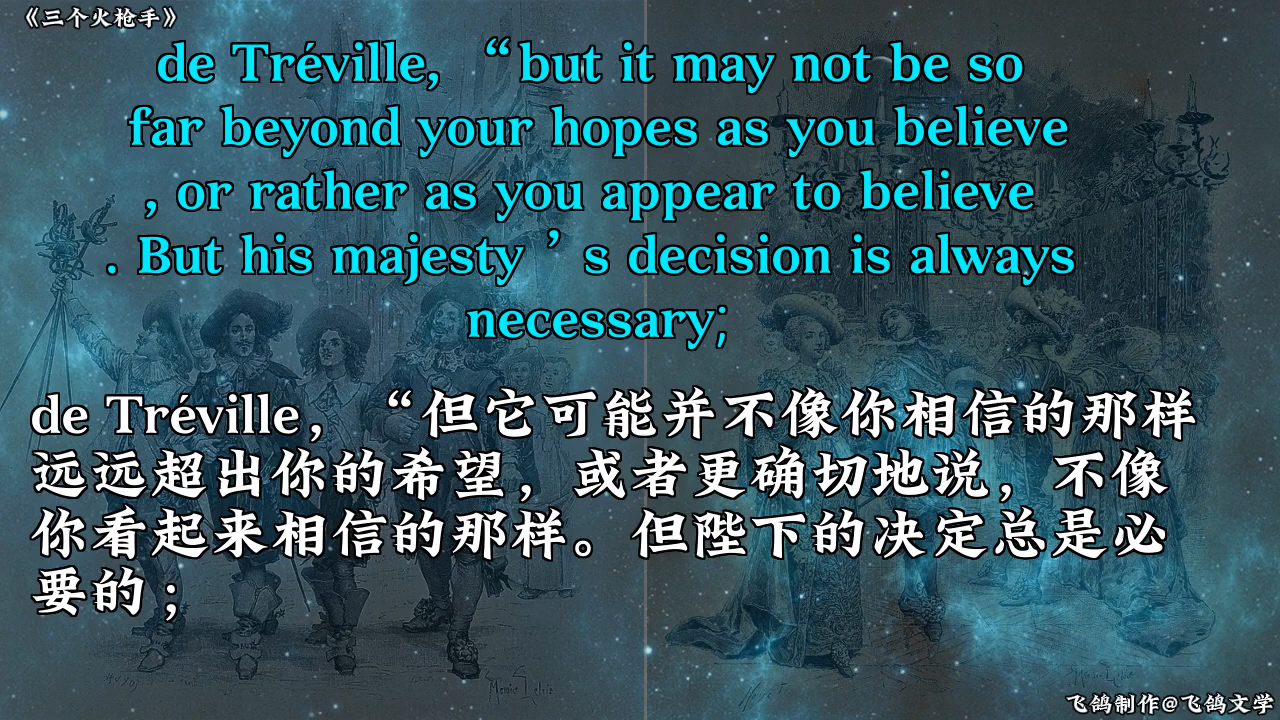 《三个火枪手》
de Tréville, “but it may not be so
far beyond your hopes as you believe
, or rather as you appear to believe
. But his majesty ’ s decision is always
necessary;
de Tréville，“但它可能并不像你相信的那样
远远超出你的希望，或者更确切地说，不像
你看起来相信的那样。但陛下的决定总是必
要的；
飞鸽制作@飞鸽文学